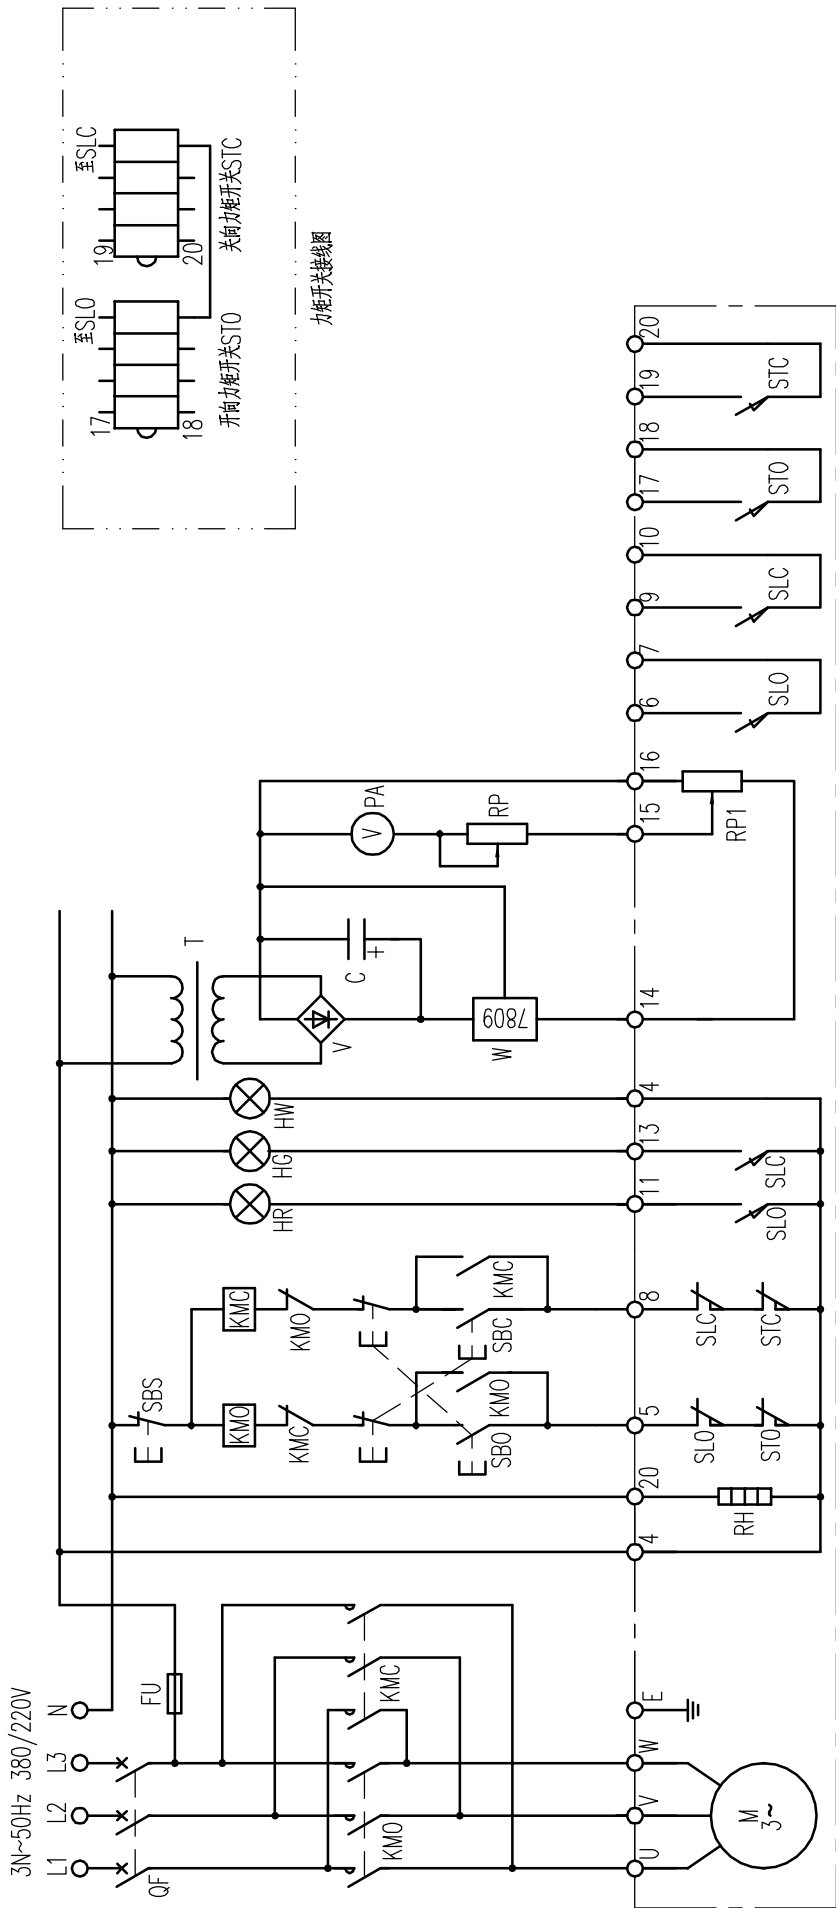 3N~50Hz 380/220V
L1
L2
L3
N
QF
FU
KMO
KMC
SBS
KMO
KMC
KMC
KMO
SBO
KMO
SBC
KMC
HR
HG
HW
T
V
C
W
7809
V
PA
RP
U
V
W
E
4
20
5
8
11
13
4
14
15
16
6
7
9
10
17
18
19
20
M
3~
RH
SLO
STO
SLC
STC
SLO
SLC
RP1
SLO
SLC
STO
STC
17
至SLO
18
开向力矩开关STO
19
至SLC
20
关向力矩开关STC
力矩开关接线图